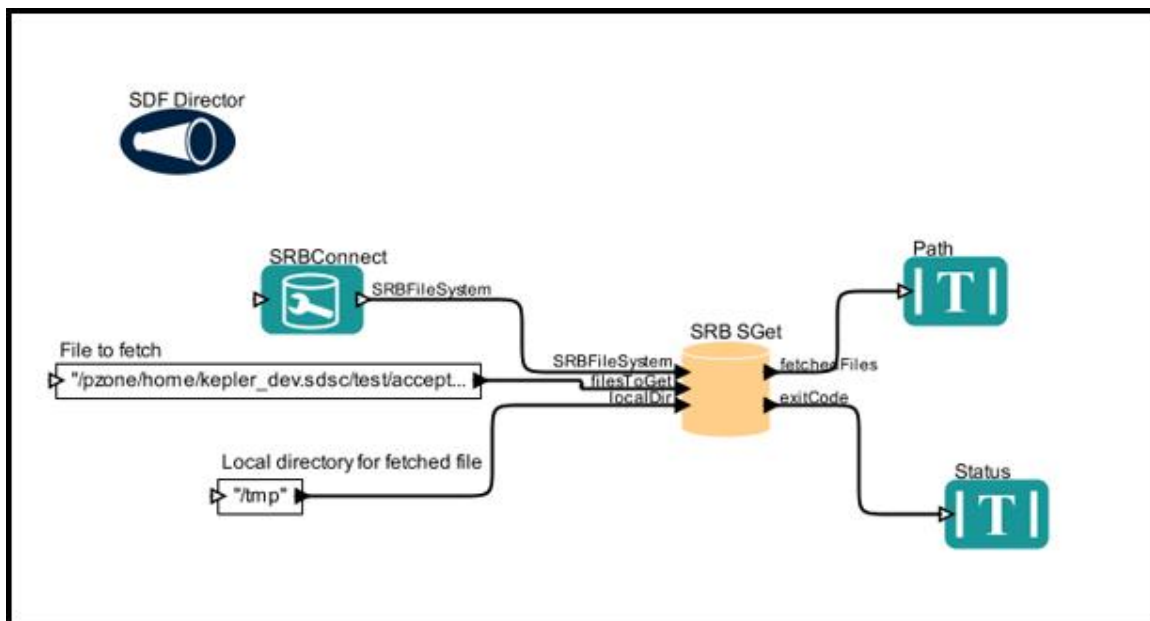 SDF Director
SRBConnect
SRBFileSystem
Path
T
SRB SGet
File to fetch
"/pzone/home/kepler_dev.sdsc/test/accept...
SRBFileSystem
filesToGet
localDir
fetchedFiles
exitCode
Local directory for fetched file
"/tmp"
Status
T